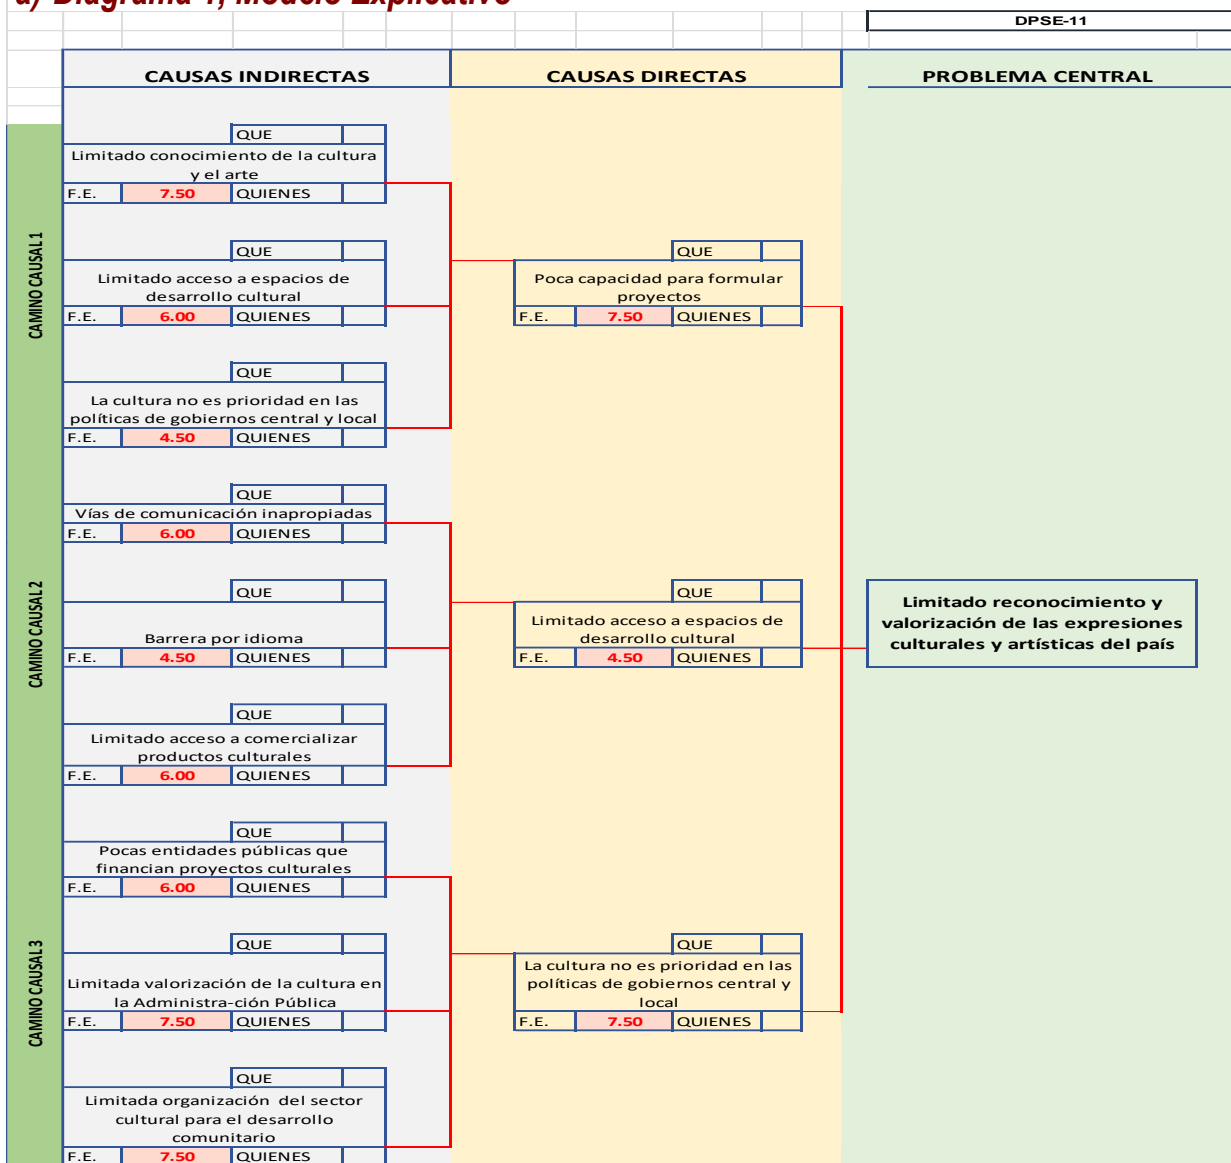 a) Diagrama 1, Modelo Explicativo
DPSE-11
CAUSAS INDIRECTAS
CAUSAS DIRECTAS
PROBLEMA CENTRAL
CAMINO CAUSAL 1
QUE
Limitado conocimiento de la cultura
y el arte
F.E. 7.50 QUIENES
QUE
Limitado acceso a espacios de
desarrollo cultural
F.E. 6.00 QUIENES
QUE
La cultura no es prioridad en las
políticas de gobiernos central y local
F.E. 4.50 QUIENES
QUE
Poca capacidad para formular
proyectos
F.E. 7.50 QUIENES
CAMINO CAUSAL 2
QUE
Vías de comunicación inapropiadas
F.E. 6.00 QUIENES
QUE
Barrera por idioma
F.E. 4.50 QUIENES
QUE
Limitado acceso a comercializar
productos culturales
F.E. 6.00 QUIENES
QUE
Limitado acceso a espacios de
desarrollo cultural
F.E. 4.50 QUIENES
Limitado reconocimiento y
valorización de las expresiones
culturales y artísticas del país
CAMINO CAUSAL 3
QUE
Pocas entidades públicas que
financian proyectos culturales
F.E. 6.00 QUIENES
QUE
Limitada valorización de la cultura en
la Administra-ción Pública
F.E. 7.50 QUIENES
QUE
Limitada organización del sector
cultural para el desarrollo
comunitario
F.E. 7.50 QUIENES
QUE
La cultura no es prioridad en las
políticas de gobiernos central y
local
F.E. 7.50 QUIENES